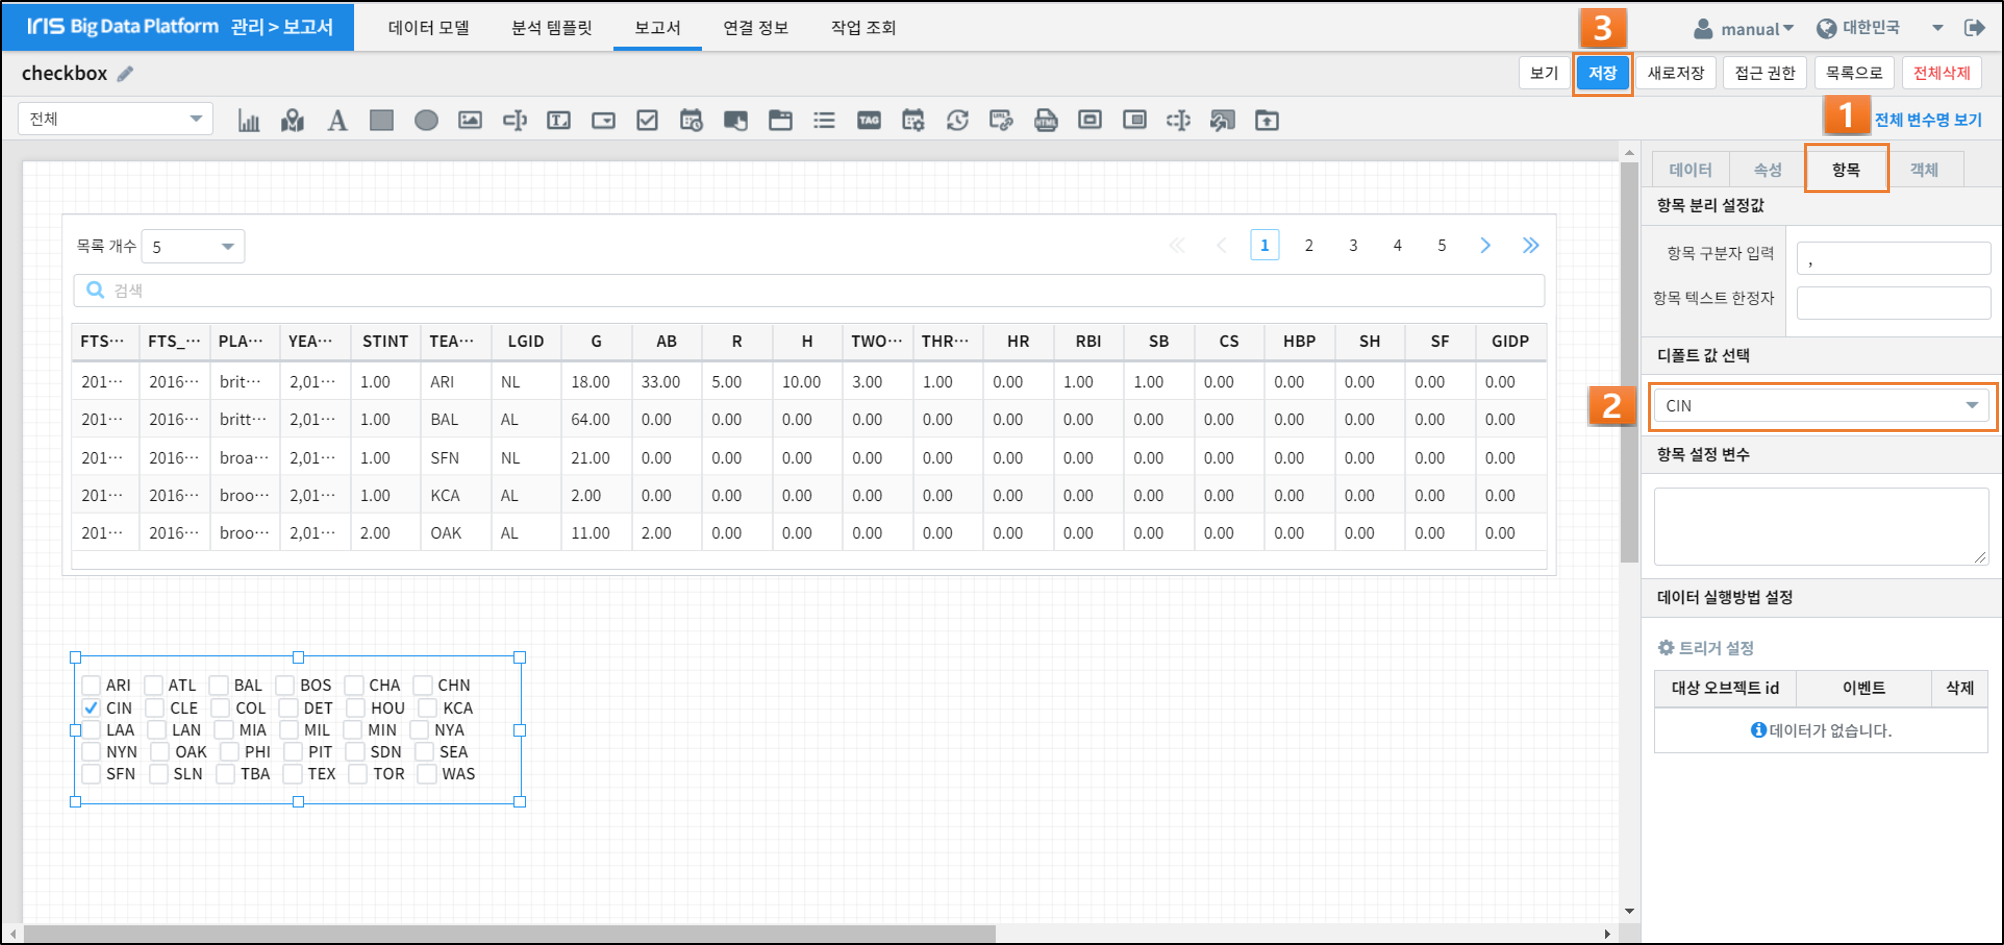 IRIS Big Data Platform 관리 > 보고서 데이터 모델 분석 템플릿 보고서 연결 정보 작업 조회 3 manual 대한민국
checkbox 보기 저장 새로저장 접근 권한 목록으로 전체삭제
전체 A T TAG HTML 1 전체 변수명 보기
데이터 속성 항목 객체
항목 분리 설정값
항목 구분자 입력 ,
항목 텍스트 한정자
디폴트 값 선택
2 CIN
항목 설정 변수
데이터 실행방법 설정
트리거 설정
대상 오브젝트 id 이벤트 삭제
데이터가 없습니다.
목록 개수 5 1 2 3 4 5
검색
FTS··· FTS_··· PLA··· YEA··· STINT TEA··· LGID G AB R H TWO··· THR··· HR RBI SB CS HBP SH SF GIDP
201··· 2016··· brit··· 2,01··· 1.00 ARI NL 18.00 33.00 5.00 10.00 3.00 1.00 0.00 1.00 1.00 0.00 0.00 0.00 0.00 0.00
201··· 2016··· britt··· 2,01··· 1.00 BAL AL 64.00 0.00 0.00 0.00 0.00 0.00 0.00 0.00 0.00 0.00 0.00 0.00 0.00 0.00
201··· 2016··· broa··· 2,01··· 1.00 SFN NL 21.00 0.00 0.00 0.00 0.00 0.00 0.00 0.00 0.00 0.00 0.00 0.00 0.00 0.00
201··· 2016··· broo··· 2,01··· 1.00 KCA AL 2.00 0.00 0.00 0.00 0.00 0.00 0.00 0.00 0.00 0.00 0.00 0.00 0.00 0.00
201··· 2016··· broo··· 2,01··· 2.00 OAK AL 11.00 2.00 0.00 0.00 0.00 0.00 0.00 0.00 0.00 0.00 0.00 0.00 0.00 0.00
ARI ATL BAL BOS CHA CHN
CIN CLE COL DET HOU KCA
LAA LAN MIA MIL MIN NYA
NYN OAK PHI PIT SDN SEA
SFN SLN TBA TEX TOR WAS